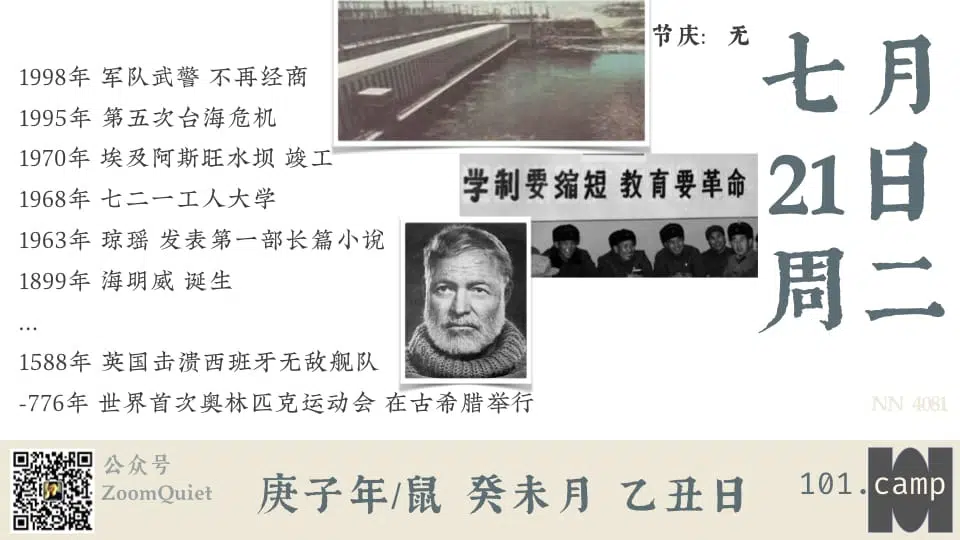 节庆: 无
1998年 军队武警 不再经商
1995年 第五次台海危机
1970年 埃及阿斯旺水坝 竣工
1968年 七二一工人大学
1963年 琼瑶 发表第一部长篇小说
1899年 海明威 诞生
...
1588年 英国击溃西班牙无敌舰队
-776年 世界首次奥林匹克运动会 在古希腊举行
学制要缩短 教育要革命
七月
21日
周二
NN 4081
公众号
ZoomQuiet
庚子年/鼠 癸未月 乙丑日
101.camp